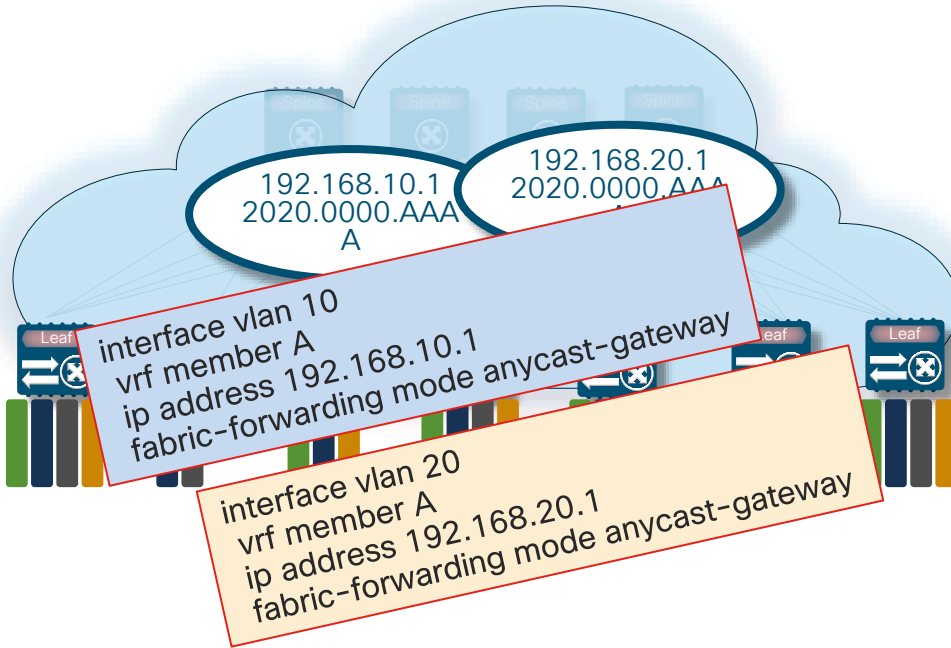 Spine
Spine
Spine
Spine
192.168.10.1
2020.0000.AAA
A
192.168.20.1
2020.0000.AAA
Leaf
interface vlan 10
vrf member A
ip address 192.168.10.1
fabric-forwarding mode anycast-gateway
eaf
Leaf
interface vlan 20
vrf member A
ip address 192.168.20.1
fabric-forwarding mode anycast-gateway